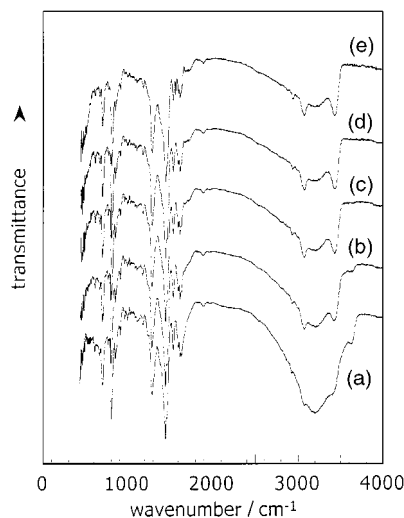 (e)
(d)
(c)
(b)
(a)
transmittance
0 1000 2000 3000 4000
wavenumber / cm-1